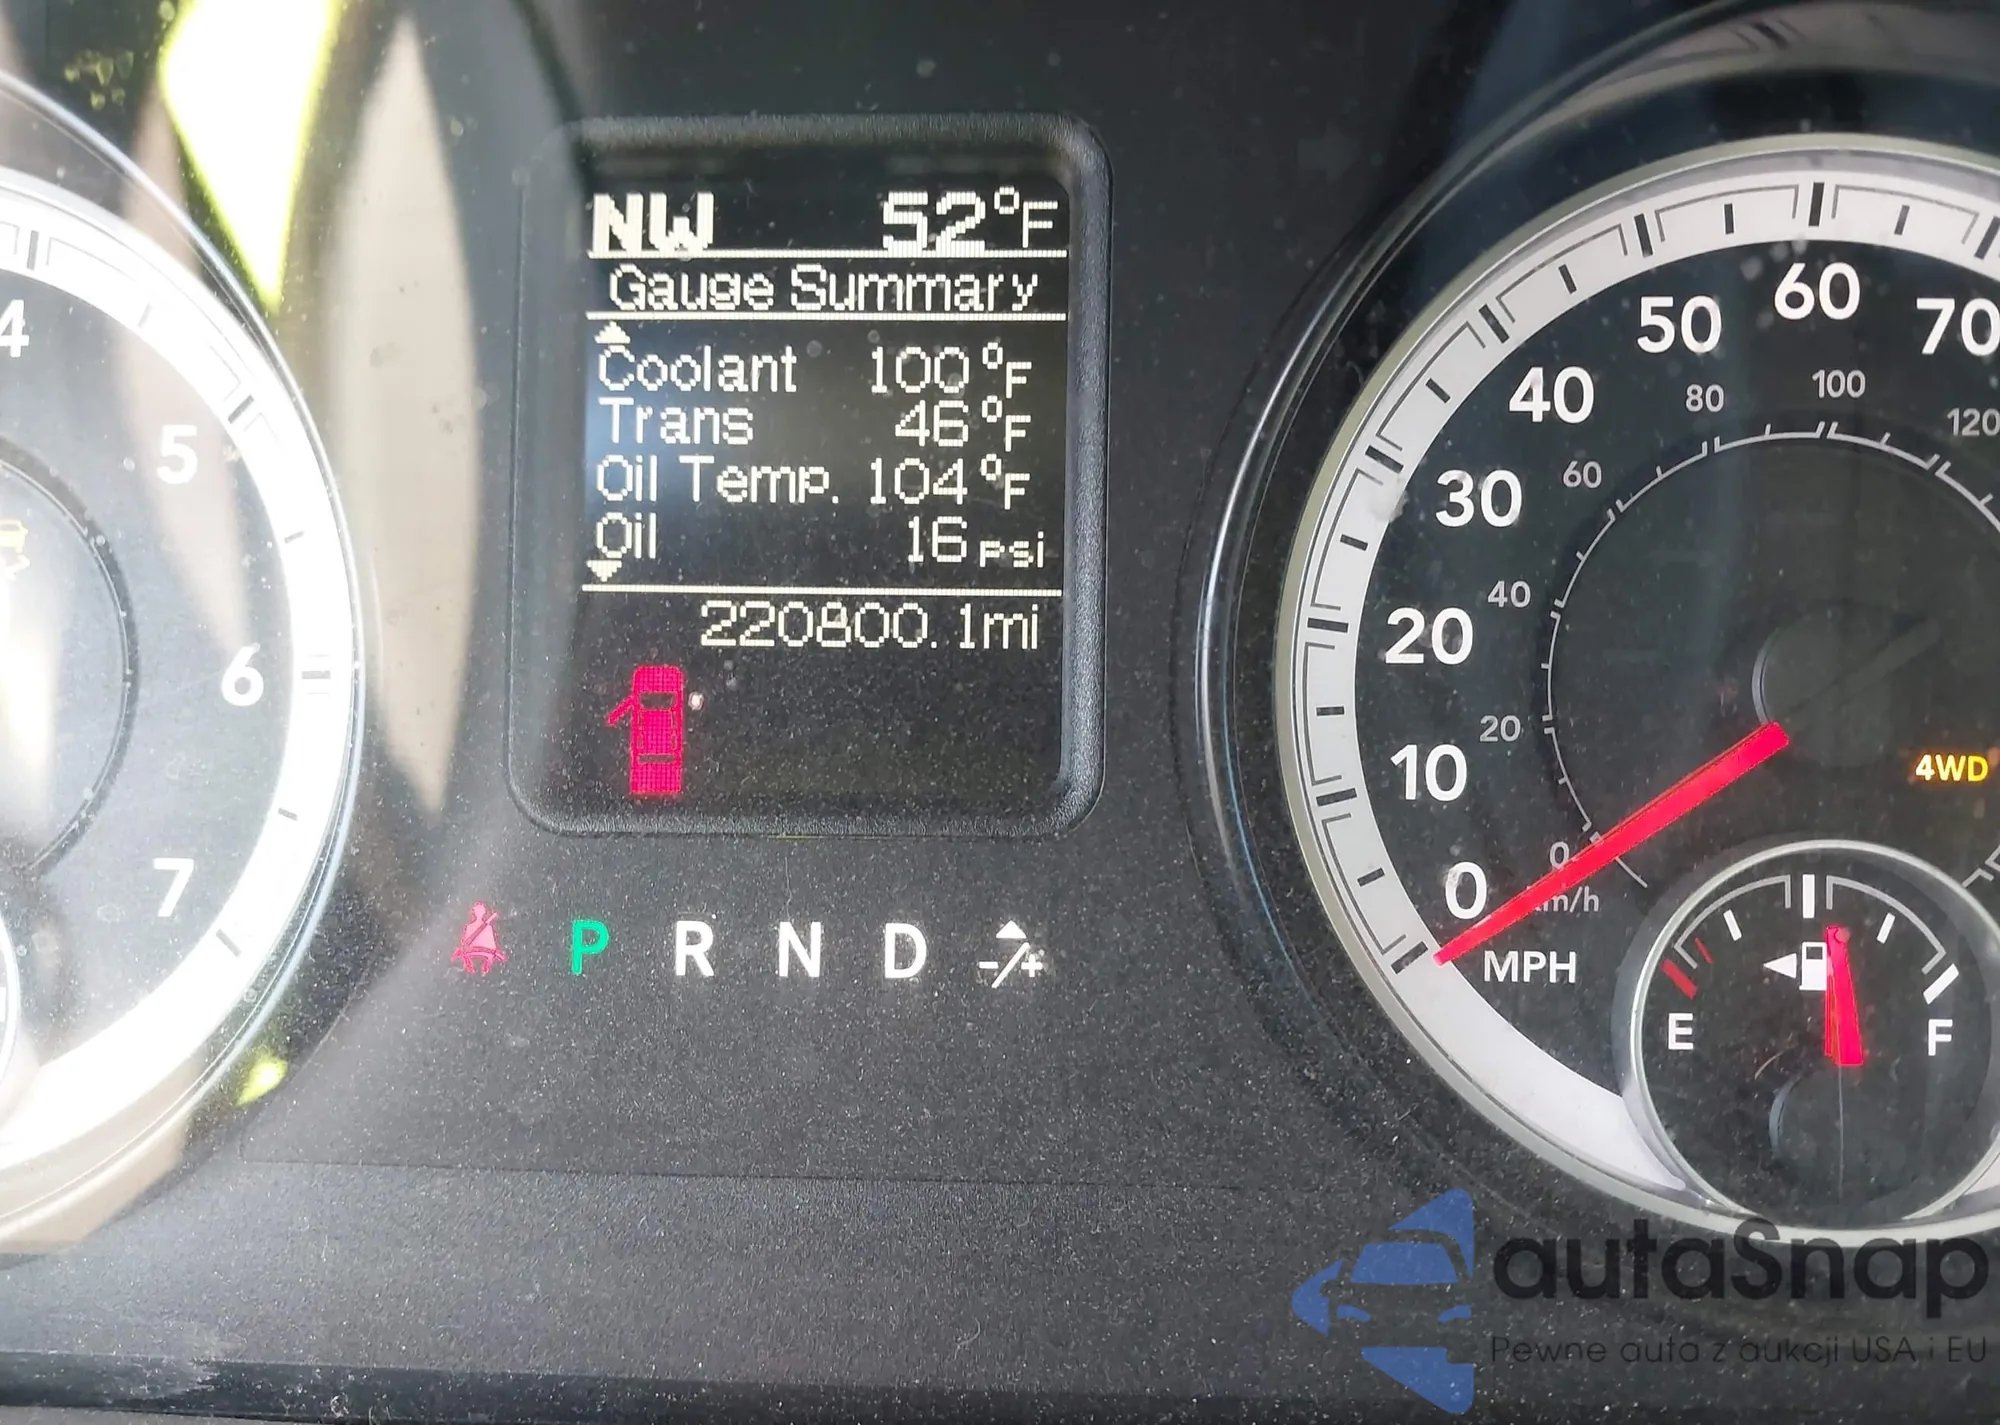 NW 52°F
Gauge Summary
Coolant 100°F
Trans 46°F
Oil Temp. 104°F
Oil 16 psi
220800.1mi
P R N D -/+
4
5
6
7
0
10
20
30
40
50
60
70
MPH
0
20
40
60
80
100
120
km/h
4WD
E F
autaSnap
Pewne auta z aukcji USA i EU